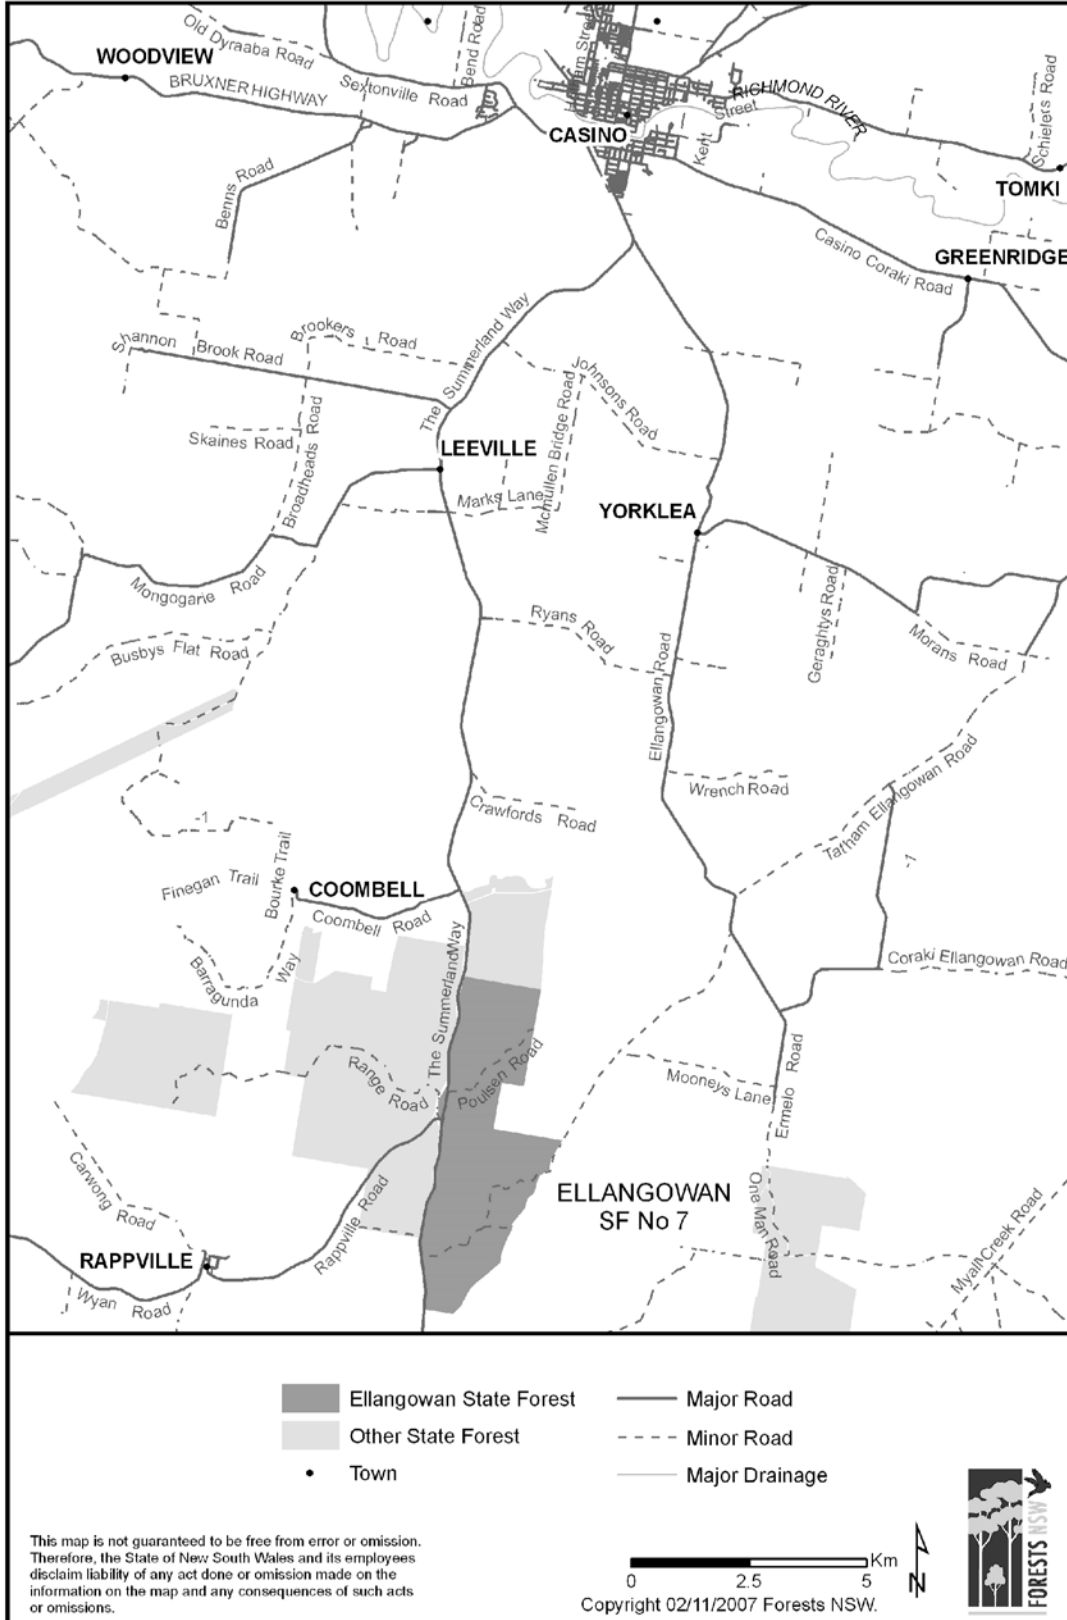 Old Dyraaba Road
WOODVIEW
BRUXNER HIGHWAY
Sextonville Road
Bend Road
Street
RICHMOND RIVER
Street
CASINO
Kent
Schielers Road
TOMKI
Benns Road
Casino Coraki Road
GREENRIDGE
Shannon Brook Road
Brookers Road
The Summerland Way
Johnsons Road
Mcmullen Bridge Road
Skaines Road
Broadheads Road
LEEVILLE
Marks Lane
YORKLEA
Mongogarie Road
Busbys Flat Road
Ryans Road
Ellangowan Road
Geraghtys Road
Morans Road
Wrench Road
Crawfords Road
Tatham Ellangowan Road
-1
-1
Finegan Trail
Bourke Trail
COOMBELL
Coombell Road
Barragunda Way
The Summerland Way
Coraki Ellangowan Road
Range Road
Poulsen Road
Mooneys Lane
Ermelo Road
Carwong Road
Rappville Road
ELLANGOWAN
SF No 7
One Man Road
Myall Creek Road
RAPPVILLE
Wyan Road
Ellangowan State Forest
Other State Forest
Town
Major Road
Minor Road
Major Drainage
This map is not guaranteed to be free from error or omission.
Therefore, the State of New South Wales and its employees
disclaim liability of any act done or omission made on the
information on the map and any consequences of such acts
or omissions.
Km
0 2.5 5
Copyright 02/11/2007 Forests NSW.
N
FORESTS NSW